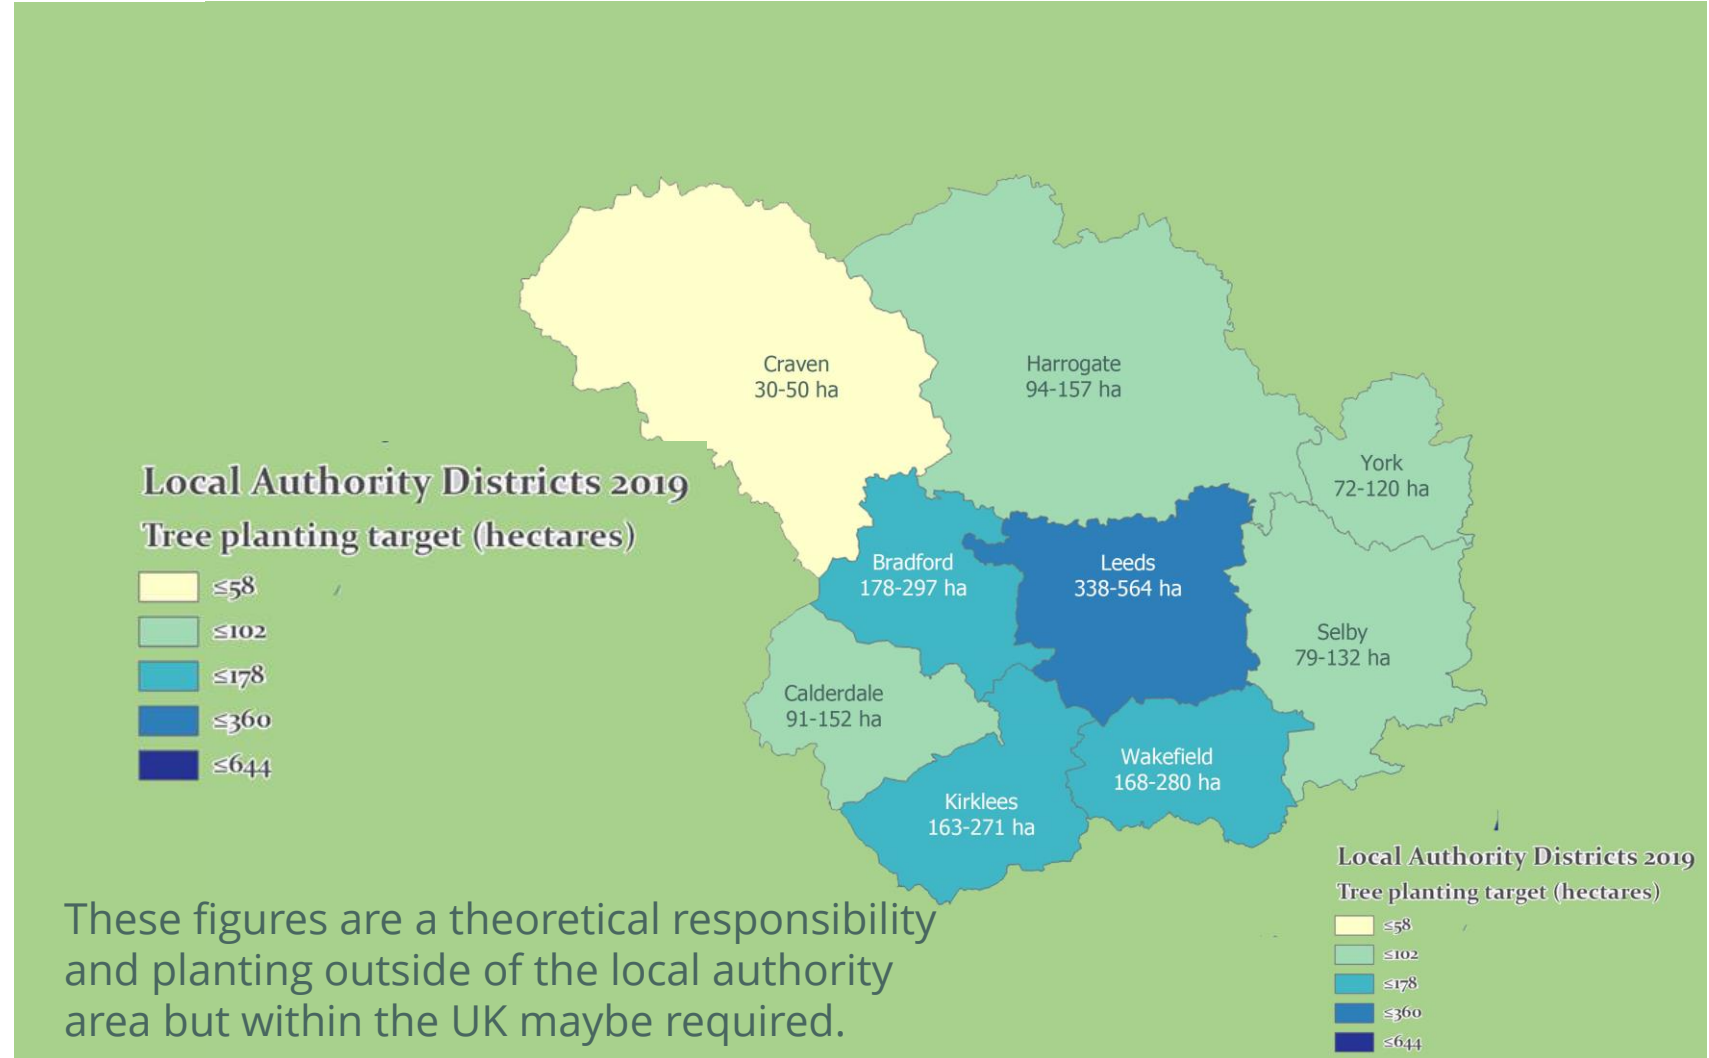 Craven
30-50 ha
Harrogate
94-157 ha
York
72-120 ha
Local Authority Districts 2019
Tree planting target (hectares)
≤58
≤102
≤178
≤360
≤644
Bradford
178-297 ha
Leeds
338-564 ha
Selby
79-132 ha
Calderdale
91-152 ha
Wakefield
168-280 ha
Kirklees
163-271 ha
These figures are a theoretical responsibility
and planting outside of the local authority
area but within the UK maybe required.
Local Authority Districts 2019
Tree planting target (hectares)
≤58
≤102
≤178
≤360
≤644